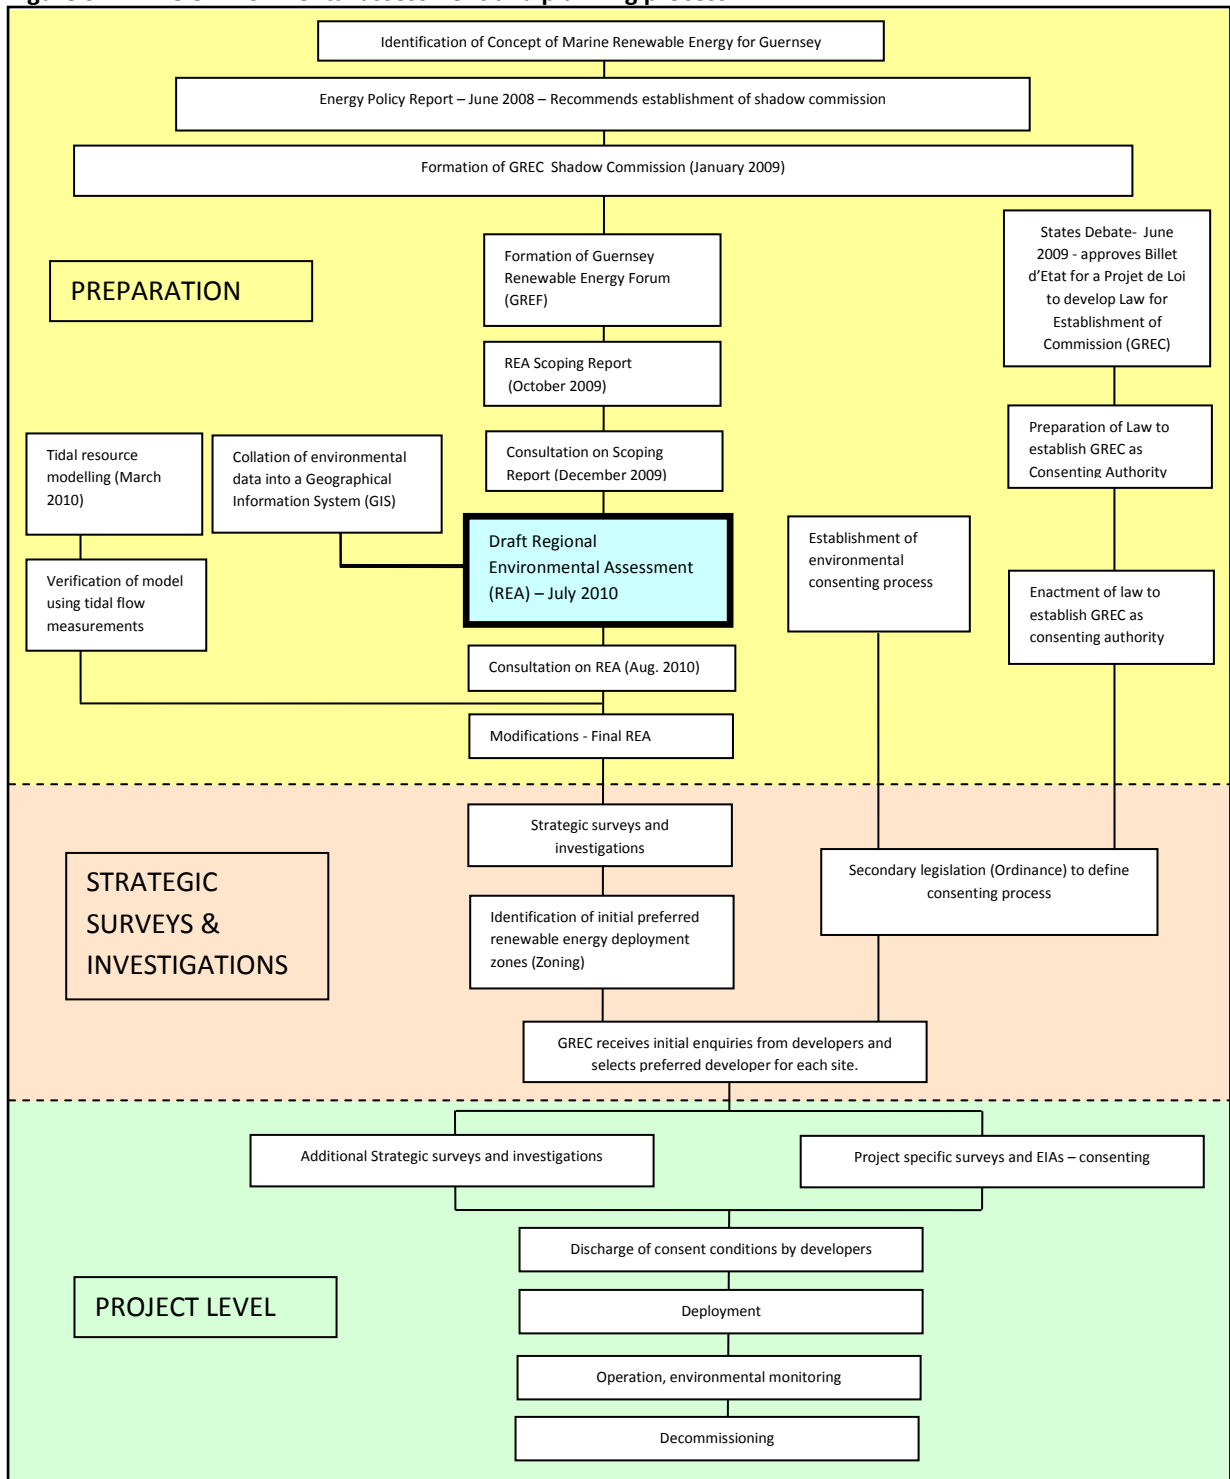 Identification of Concept of Marine Renewable Energy for Guernsey
Energy Policy Report – June 2008 – Recommends establishment of shadow commission
Formation of GREC Shadow Commission (January 2009)
PREPARATION
Formation of Guernsey
Renewable Energy Forum
(GREF)
States Debate- June
2009 - approves Billet
d'Etat for a Projet de Loi
to develop Law for
Establishment of
Commission (GREC)
REA Scoping Report
(October 2009)
Tidal resource
modelling (March
2010)
Collation of environmental
data into a Geographical
Information System (GIS)
Consultation on Scoping
Report (December 2009)
Preparation of Law to
establish GREC as
Consenting Authority
Draft Regional
Environmental Assessment
(REA) – July 2010
Establishment of
environmental
consenting process
Verification of model
using tidal flow
measurements
Enactment of law to
establish GREC as
consenting authority
Consultation on REA (Aug. 2010)
Modifications - Final REA
STRATEGIC
SURVEYS &
INVESTIGATIONS
Strategic surveys and
investigations
Secondary legislation (Ordinance) to define
consenting process
Identification of initial preferred
renewable energy deployment
zones (Zoning)
GREC receives initial enquiries from developers and
selects preferred developer for each site.
Additional Strategic surveys and investigations
Project specific surveys and EIAs – consenting
PROJECT LEVEL
Discharge of consent conditions by developers
Deployment
Operation, environmental monitoring
Decommissioning